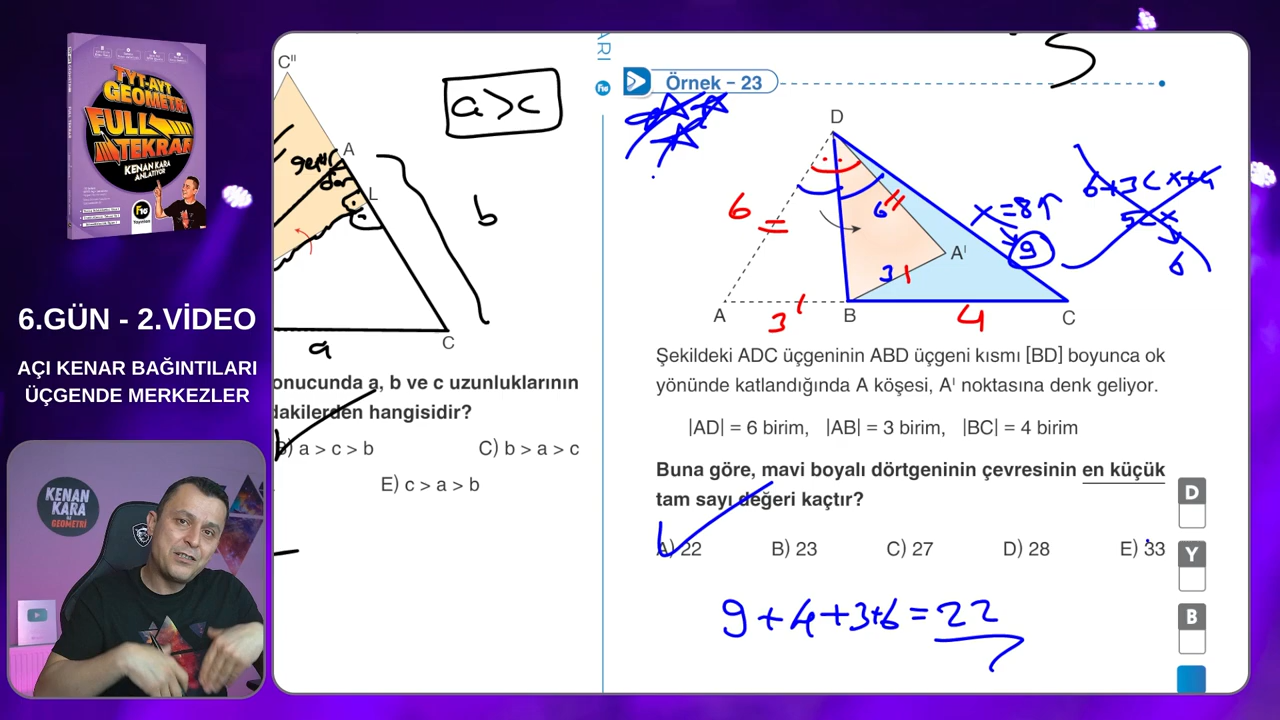 TYT-AYT
GEOMETRİ
FULL
TEKRAR
KENAN KARA
ANLATIYOR
6.GÜN - 2.VİDEO
AÇI KENAR BAĞINTILARI
ÜÇGENDE MERKEZLER
KENAN
KARA
ile
GEOMETRİ
C"
a>c
A
L
b
a
C
onucunda a, b ve c uzunluklarının
dakilerden hangisidir?
B) a > c > b
C) b > a > c
E) c > a > b
ARI
Örnek – 23
D
6
6
x=8↑
9
6+3<x+4
5<x
6
A'
3
A
3
B
4
C
Şekildeki ADC üçgeninin ABD üçgeni kısmı [BD] boyunca ok
yönünde katlandığında A köşesi, A' noktasına denk geliyor.
|AD| = 6 birim, |AB| = 3 birim, |BC| = 4 birim
Buna göre, mavi boyalı dörtgeninin çevresinin en küçük
tam sayı değeri kaçtır?
A) 22
B) 23
C) 27
D) 28
E) 33
9+4+3+6=22
D
Y
B